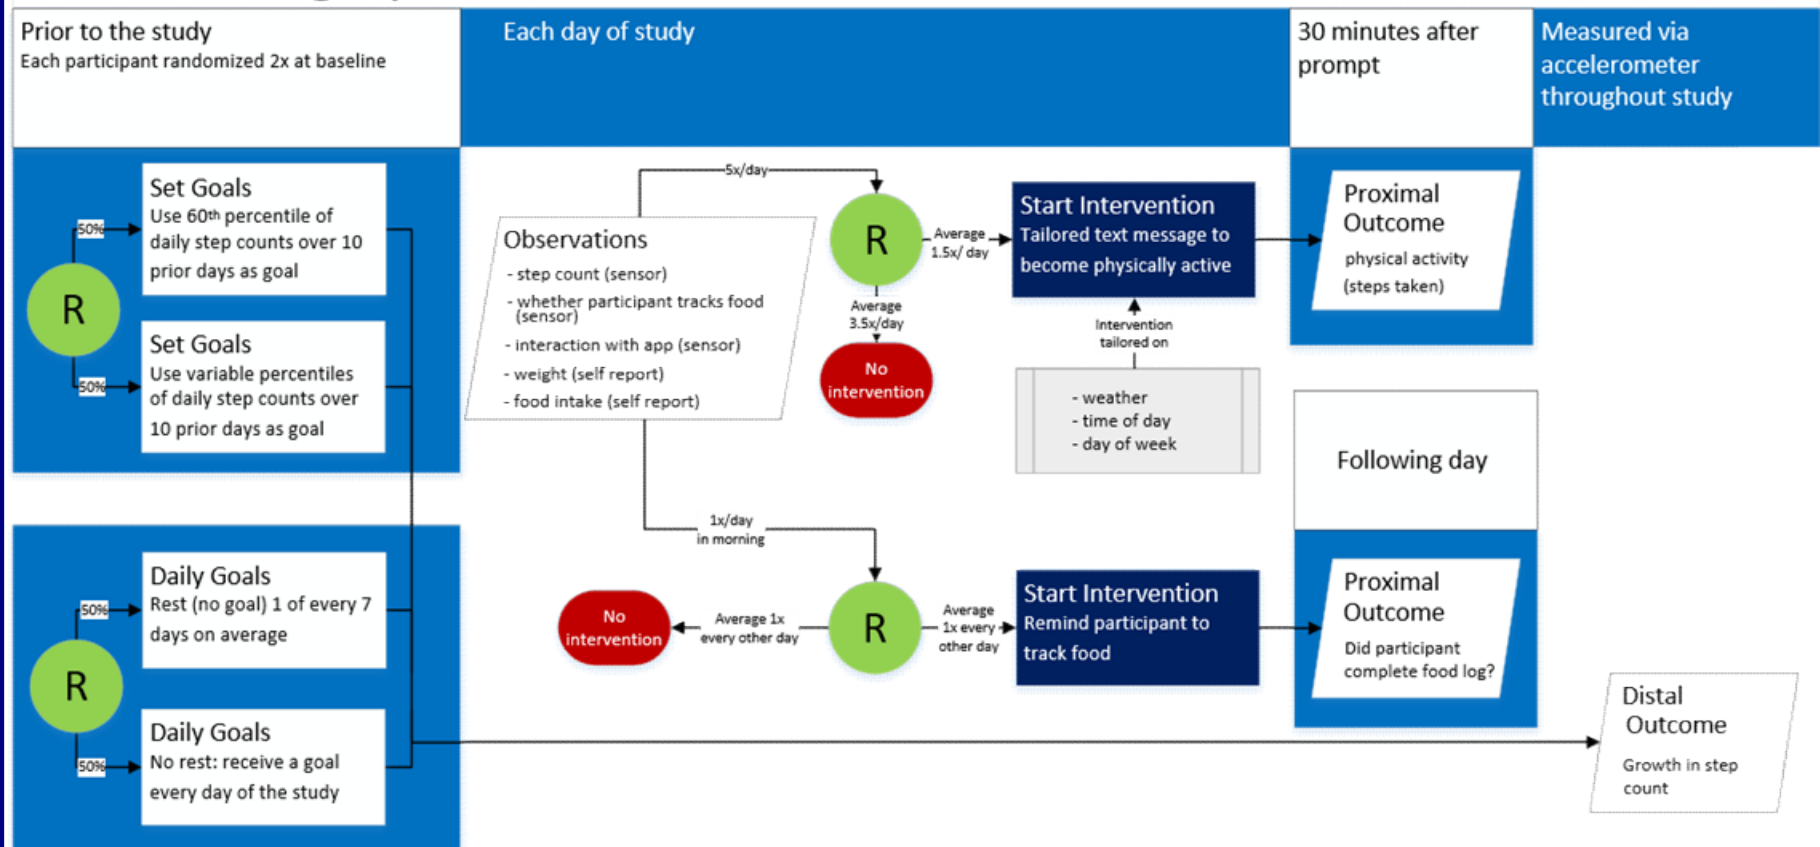 Prior to the study
Each participant randomized 2x at baseline
Each day of study
30 minutes after
prompt
Measured via
accelerometer
throughout study
R
50%
Set Goals
Use 60th percentile of
daily step counts over 10
prior days as goal
50%
Set Goals
Use variable percentiles
of daily step counts over
10 prior days as goal
R
50%
Daily Goals
Rest (no goal) 1 of every 7
days on average
50%
Daily Goals
No rest: receive a goal
every day of the study
Observations
- step count (sensor)
- whether participant tracks food
(sensor)
- interaction with app (sensor)
- weight (self report)
- food intake (self report)
5x/day
R
Average
1.5x/ day
Average
3.5x/day
No
intervention
Start Intervention
Tailored text message to
become physically active
Intervention
tailored on
- weather
- time of day
- day of week
Proximal
Outcome
physical activity
(steps taken)
1x/day
in morning
R
Average 1x
every other day
No
intervention
Average
1x every
other day
Start Intervention
Remind participant to
track food
Following day
Proximal
Outcome
Did participant
complete food log?
Distal
Outcome
Growth in step
count